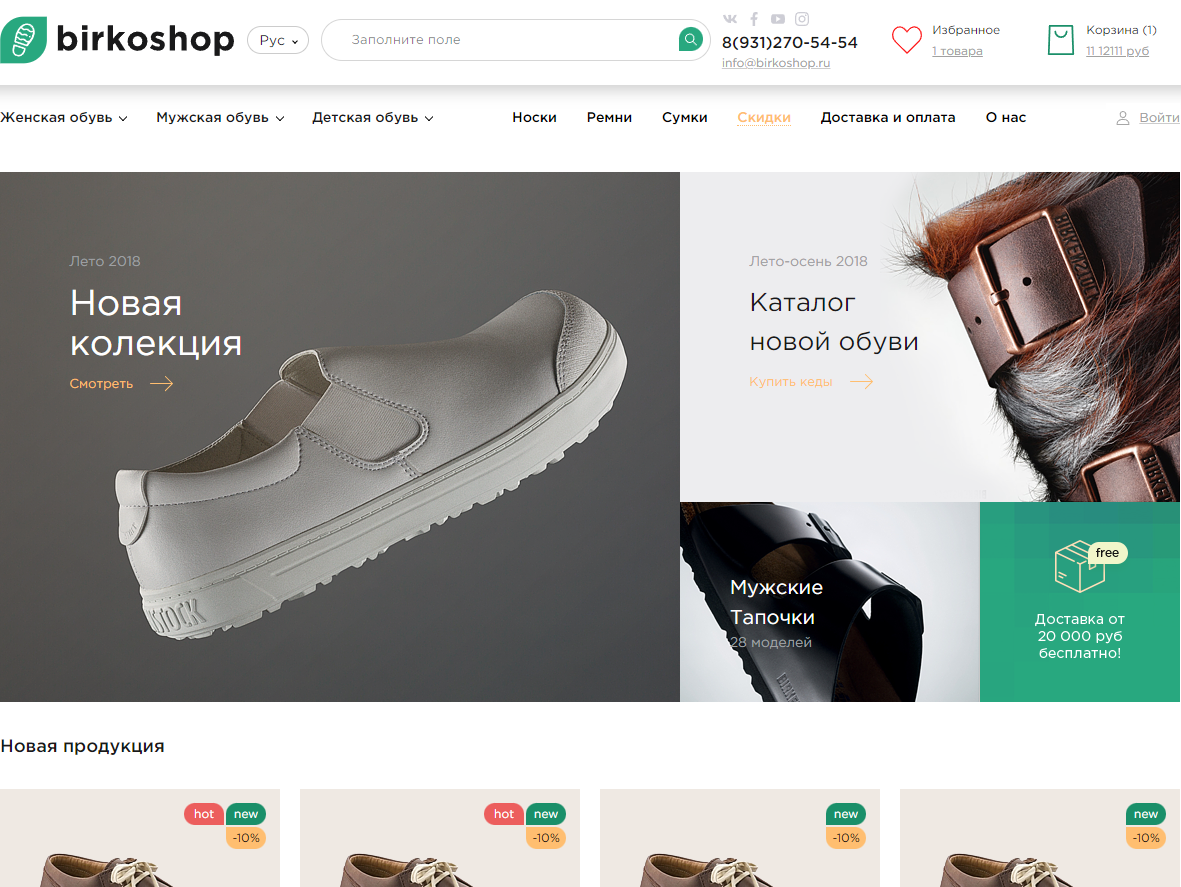 birkoshop
Рус
Заполните поле
8(931)270-54-54
info@birkoshop.ru
Избранное
1 товара
Корзина (1)
11 12111 руб
Женская обувь
Мужская обувь
Детская обувь
Носки
Ремни
Сумки
Скидки
Доставка и оплата
О нас
Войти
Лето 2018
Новая
колекция
Смотреть
Лето-осень 2018
Каталог
новой обуви
Купить кеды
Мужские
Тапочки
28 моделей
free
Доставка от
20 000 руб
бесплатно!
Новая продукция
hot
new
-10%
hot
new
-10%
new
-10%
new
-10%